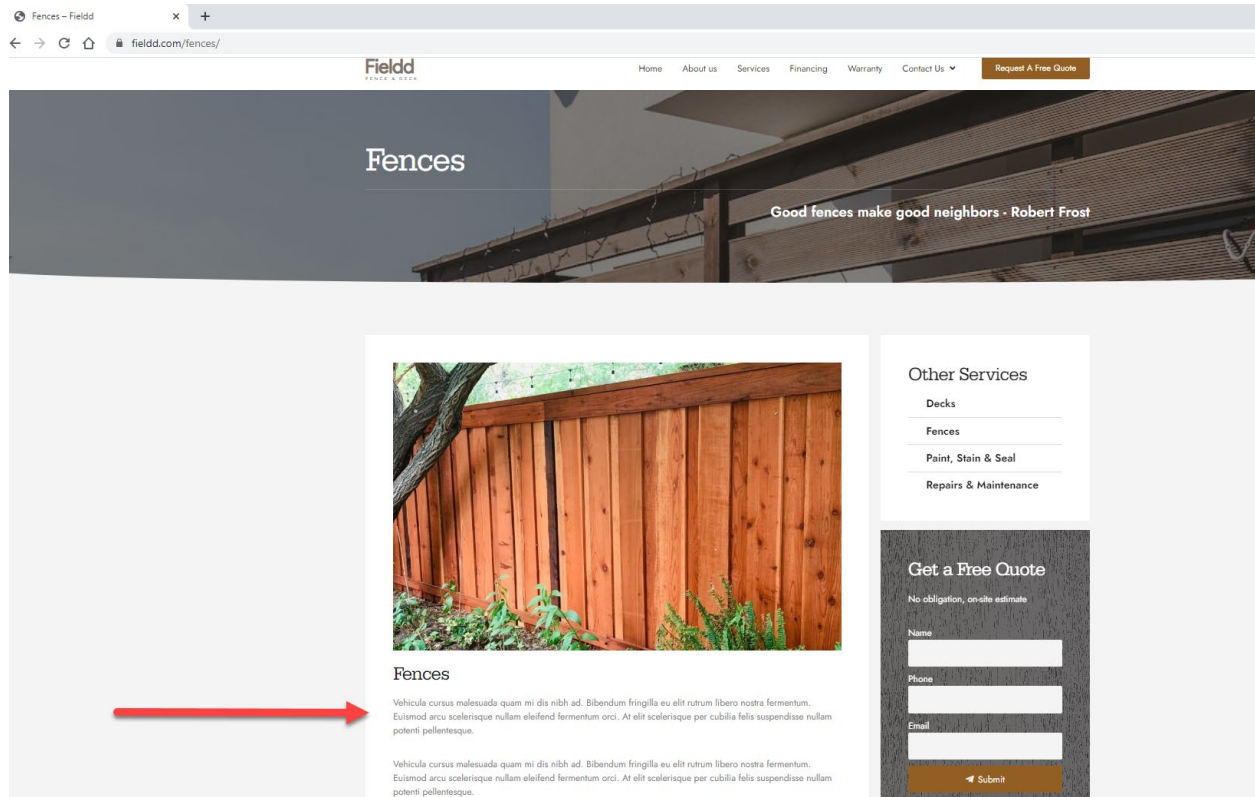 Fences – Fieldd
fieldd.com/fences/
Fieldd
FENCE & DECK
Home About us Services Financing Warranty Contact Us Request A Free Quote
Fences
Good fences make good neighbors - Robert Frost
Other Services
Decks
Fences
Paint, Stain & Seal
Repairs & Maintenance
Get a Free Quote
No obligation, on-site estimate
Name
Phone
Email
Submit
Fences
Vehicula cursus malesuada quam mi dis nibh ad. Bibendum fringilla eu elit rutrum libero nostra fermentum.
Euismod arcu scelerisque nullam eleifend fermentum orci. At elit scelerisque per cubilia felis suspendisse nullam
potenti pellentesque.
Vehicula cursus malesuada quam mi dis nibh ad. Bibendum fringilla eu elit rutrum libero nostra fermentum.
Euismod arcu scelerisque nullam eleifend fermentum orci. At elit scelerisque per cubilia felis suspendisse nullam
potenti pellentesque.